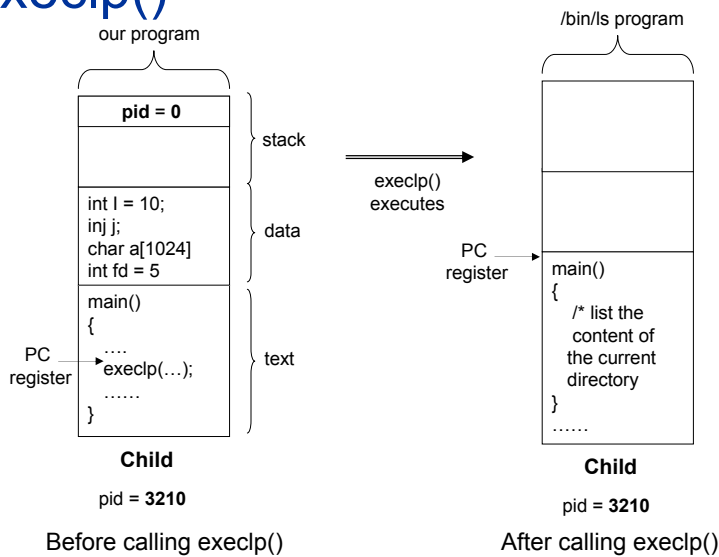 execlp()
our program
/bin/ls program
pid = 0
stack
int I = 10;
inj j;
char a[1024]
int fd = 5
data
main()
{
….
execlp(…);
……
}
PC
register
text
Child
pid = 3210
Before calling execlp()
execlp()
executes
PC
register
main()
{
/* list the
content of
the current
directory
}
……
Child
pid = 3210
After calling execlp()